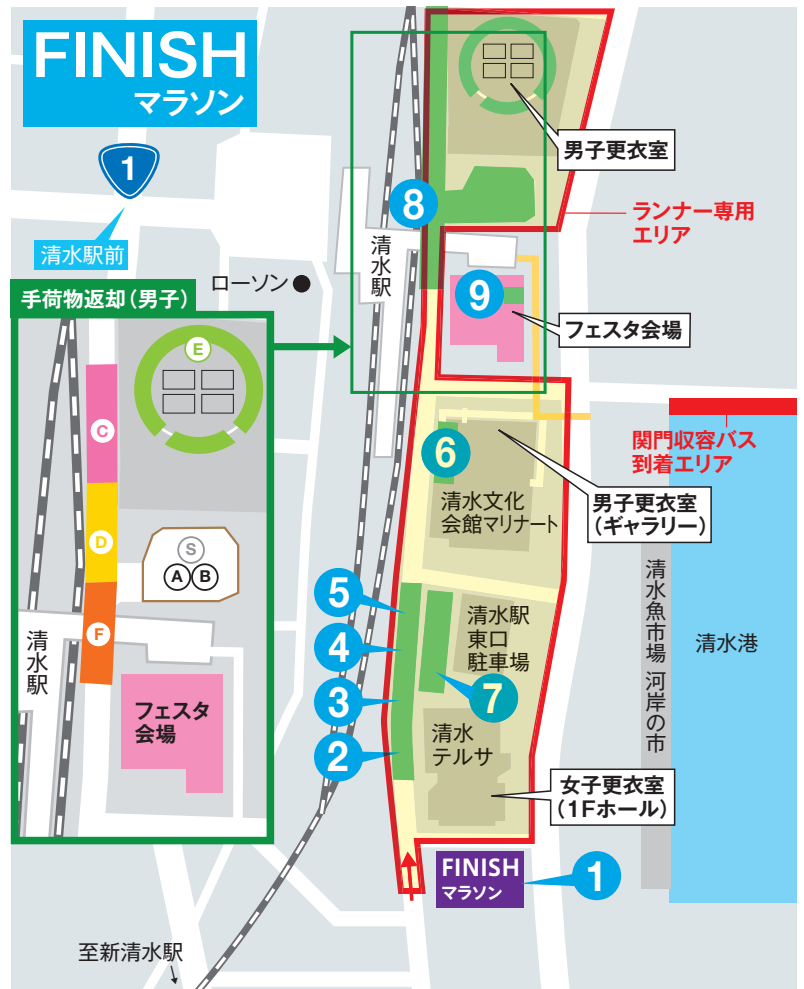 FINISH
マラソン
1
清水駅前
ローソン
手荷物返却(男子)
E
C
D
S
A B
F
清水駅
フェスタ
会場
男子更衣室
ランナー専用
エリア
8
清水駅
9
フェスタ会場
関門収容バス
到着エリア
6
清水文化
会館マリナート
男子更衣室
(ギャラリー)
5
4
3
2
清水駅
東口
駐車場
7
清水
テルサ
女子更衣室
(1Fホール)
清水魚市場 河岸の市
清水港
FINISH
マラソン
1
至新清水駅